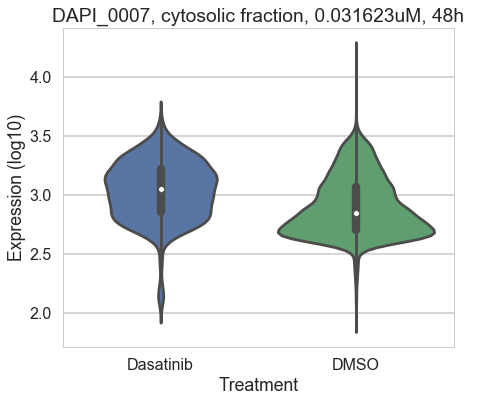 DAPI_0007, cytosolic fraction, 0.031623uM, 48h
4.0
3.5
3.0
2.5
2.0
Expression (log10)
Dasatinib DMSO
Treatment